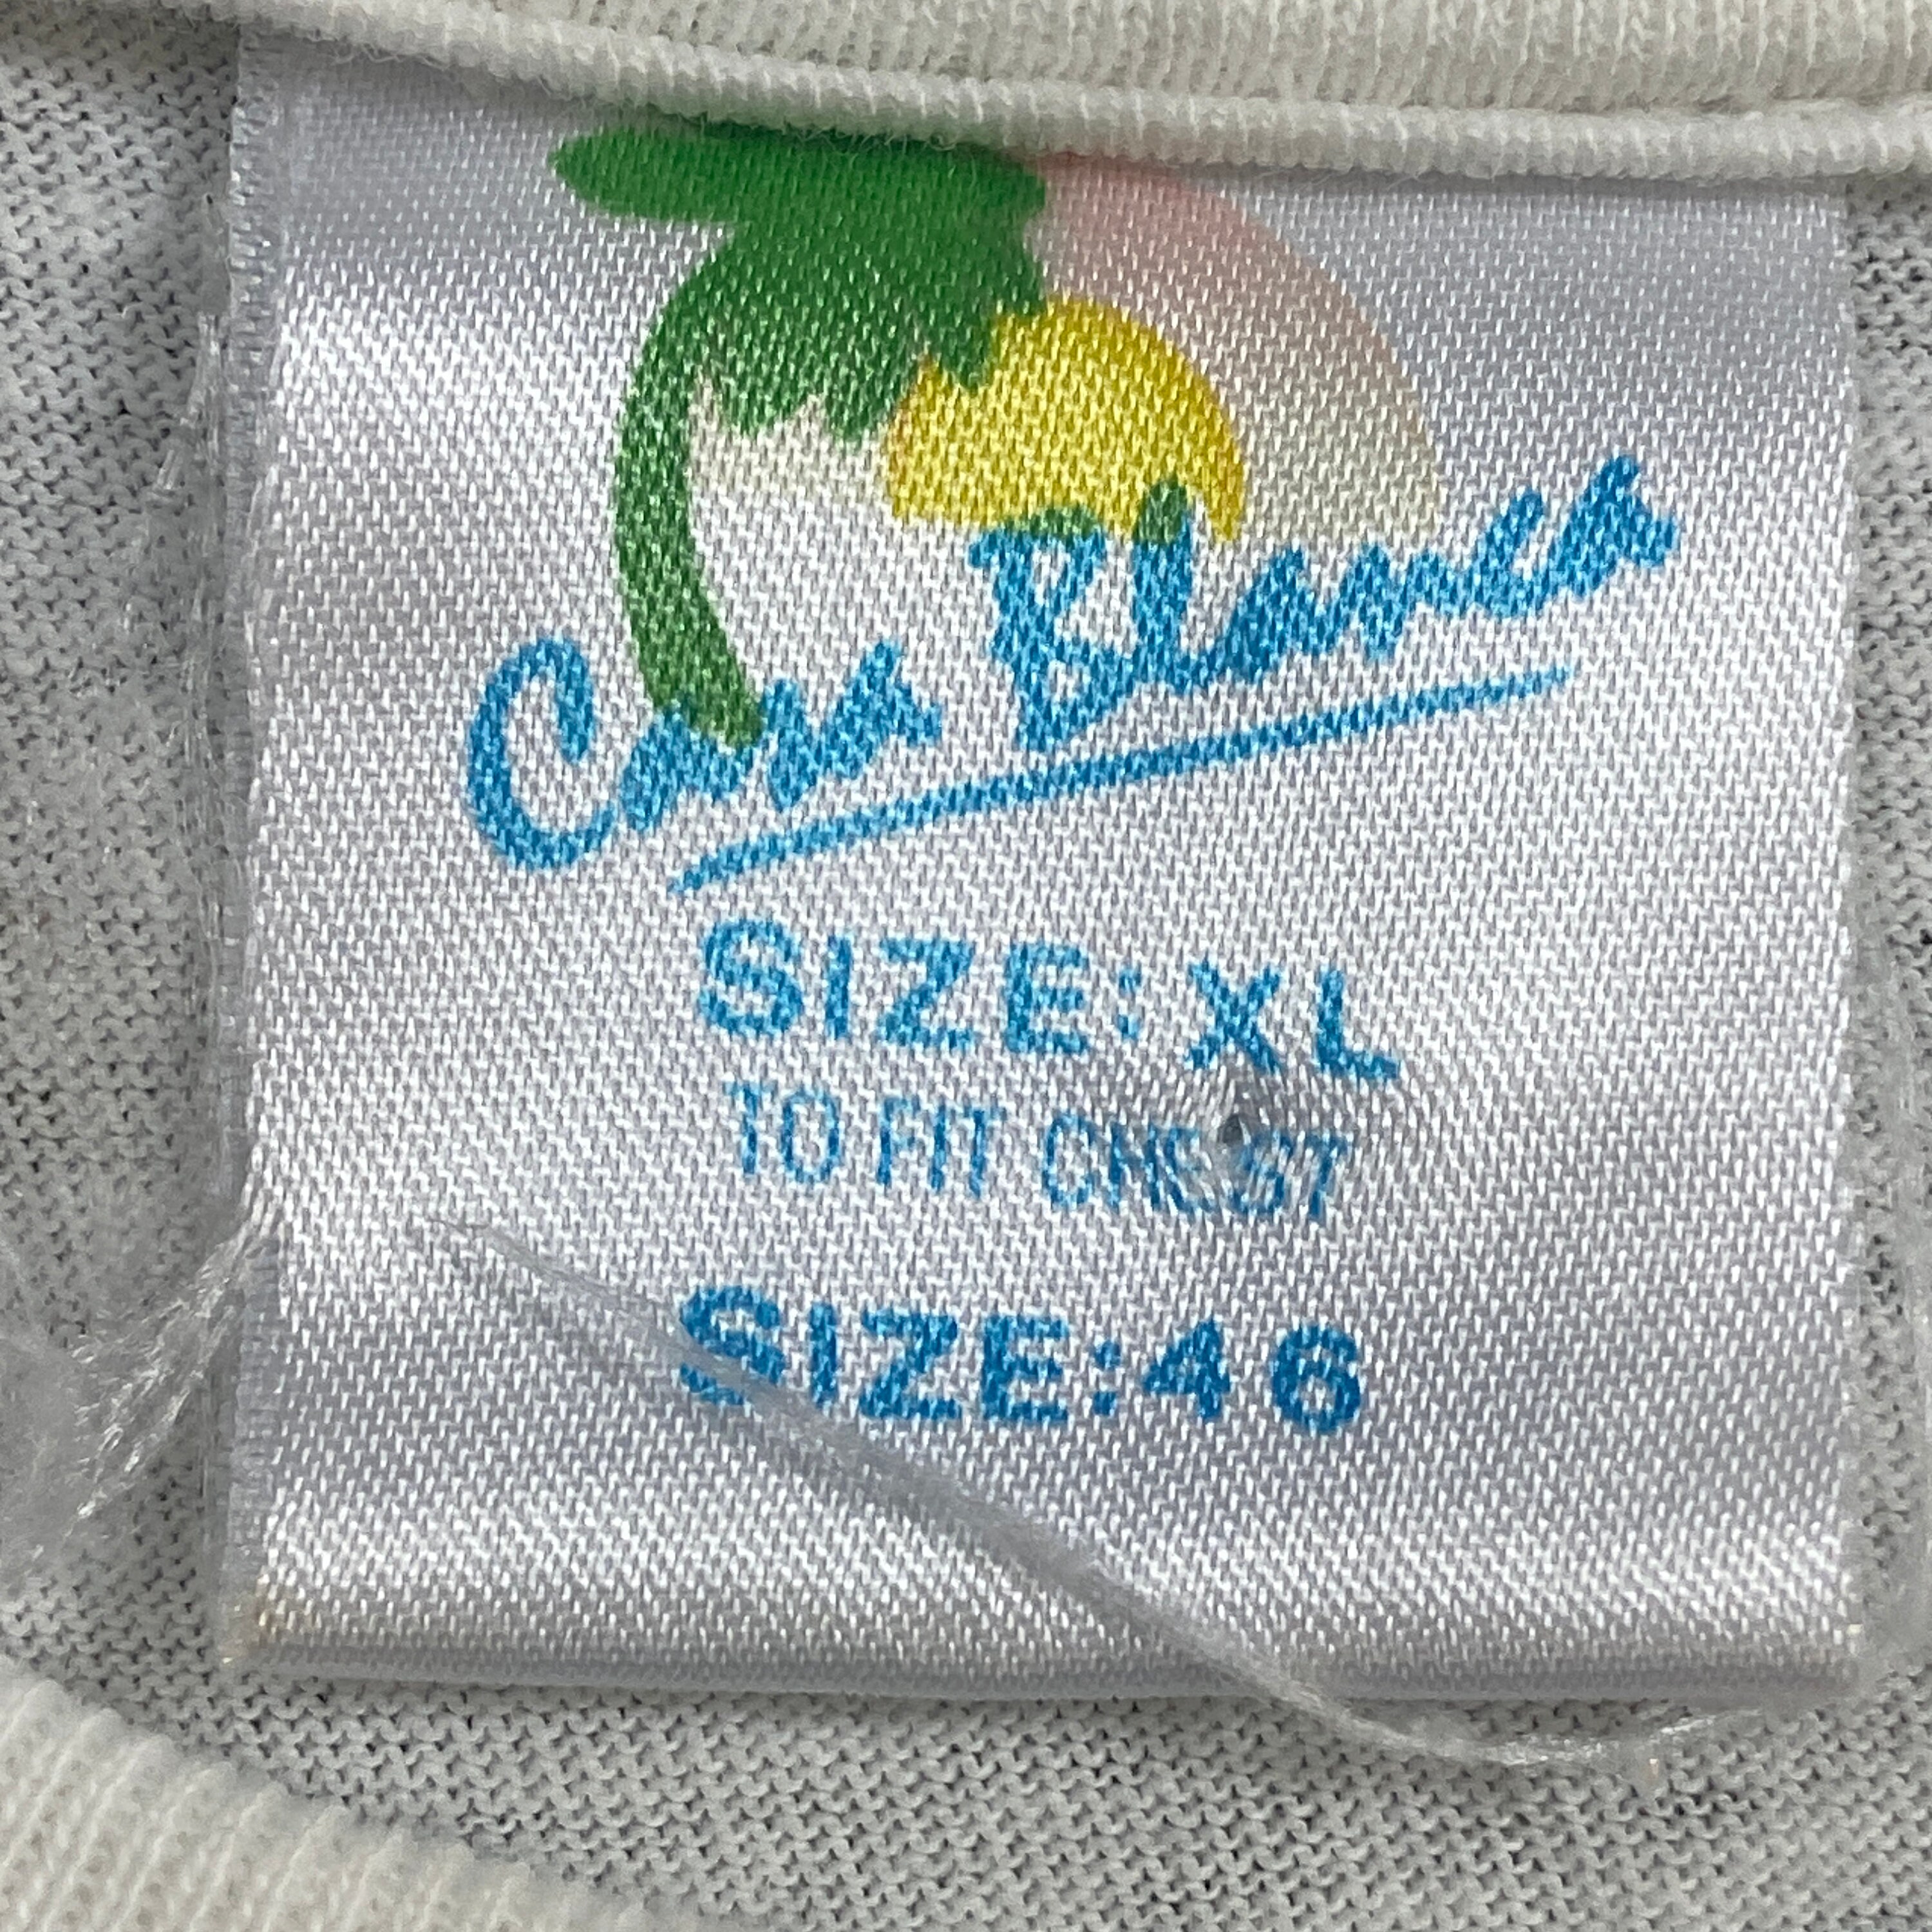 Casa Blanca
SIZE: XL
TO FIT CHEST
SIZE: 46